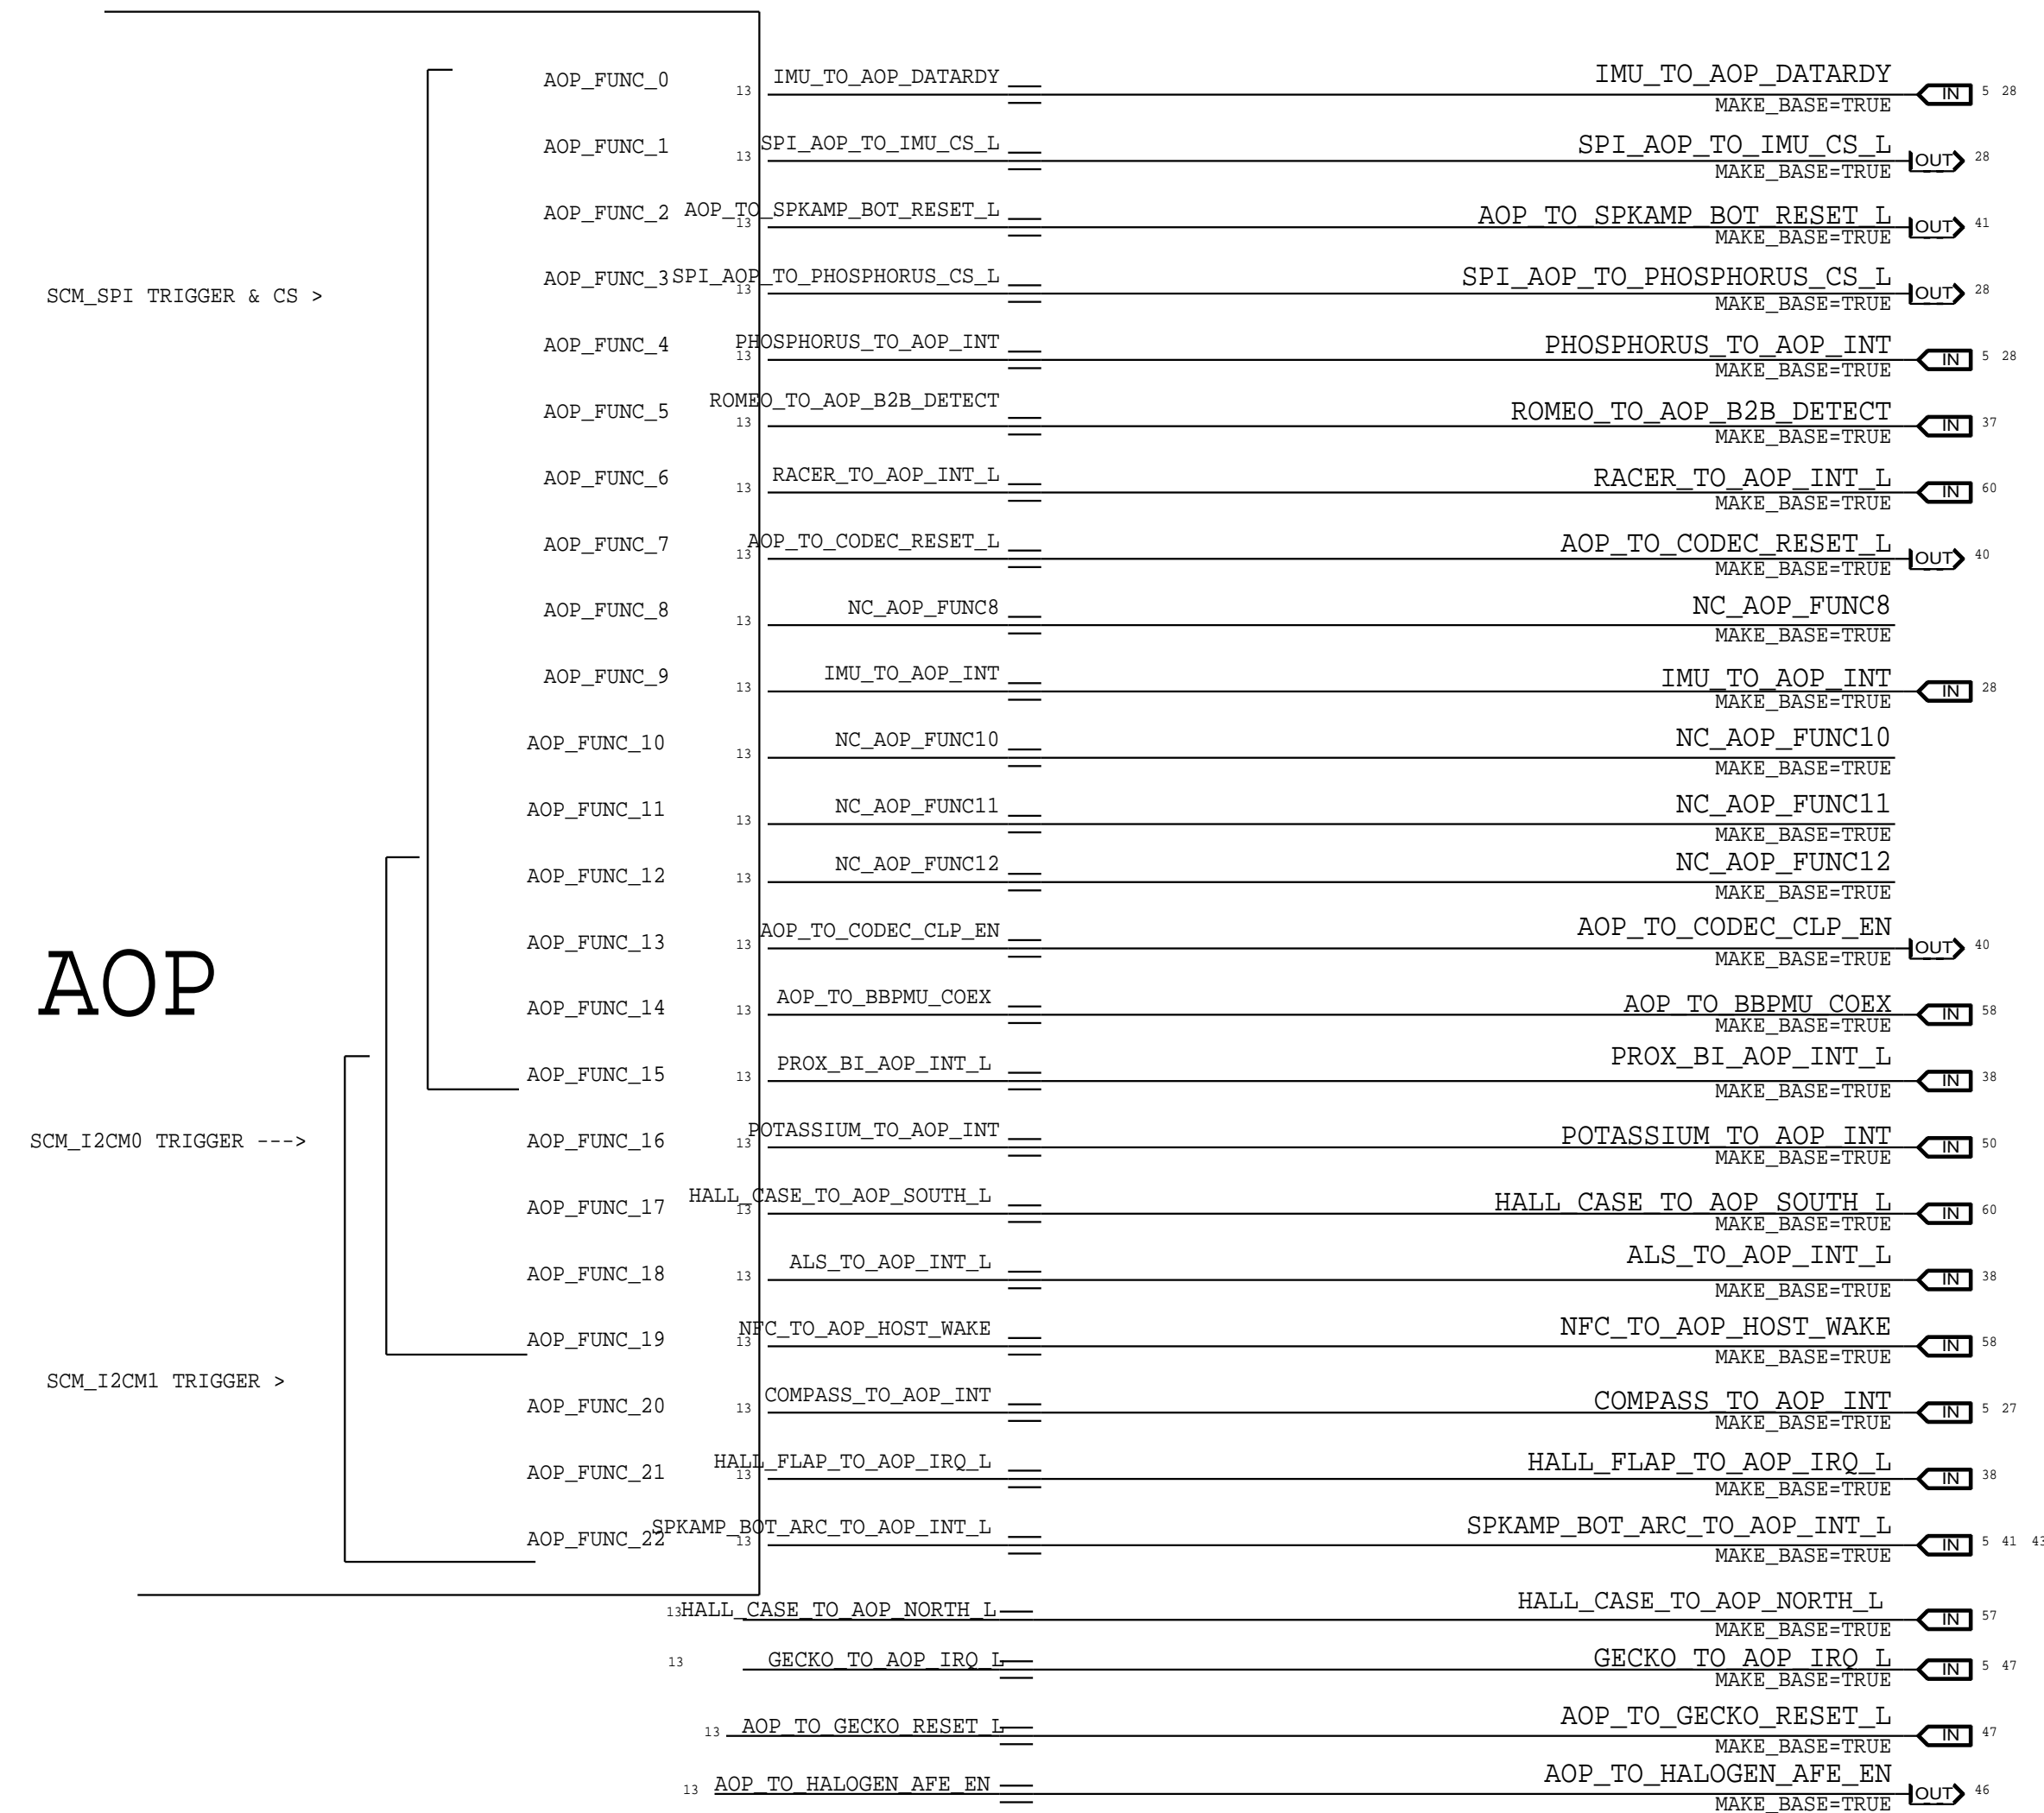 AOP_FUNC_0 13 IMU_TO_AOP_DATARDY IMU_TO_AOP_DATARDY IN 5 28
MAKE_BASE=TRUE
AOP_FUNC_1 13 SPI_AOP_TO_IMU_CS_L SPI_AOP_TO_IMU_CS_L OUT 28
MAKE_BASE=TRUE
AOP_FUNC_2 13 AOP_TO_SPKAMP_BOT_RESET_L AOP_TO_SPKAMP_BOT_RESET_L OUT 41
MAKE_BASE=TRUE
SCM_SPI TRIGGER & CS >
AOP_FUNC_3 13 SPI_AOP_TO_PHOSPHORUS_CS_L SPI_AOP_TO_PHOSPHORUS_CS_L OUT 28
MAKE_BASE=TRUE
AOP_FUNC_4 13 PHOSPHORUS_TO_AOP_INT PHOSPHORUS_TO_AOP_INT IN 5 28
MAKE_BASE=TRUE
AOP_FUNC_5 13 ROMEO_TO_AOP_B2B_DETECT ROMEO_TO_AOP_B2B_DETECT IN 37
MAKE_BASE=TRUE
AOP_FUNC_6 13 RACER_TO_AOP_INT_L RACER_TO_AOP_INT_L IN 60
MAKE_BASE=TRUE
AOP_FUNC_7 13 AOP_TO_CODEC_RESET_L AOP_TO_CODEC_RESET_L OUT 40
MAKE_BASE=TRUE
AOP_FUNC_8 13 NC_AOP_FUNC8 NC_AOP_FUNC8
MAKE_BASE=TRUE
AOP_FUNC_9 13 IMU_TO_AOP_INT IMU_TO_AOP_INT IN 28
MAKE_BASE=TRUE
AOP_FUNC_10 13 NC_AOP_FUNC10 NC_AOP_FUNC10
MAKE_BASE=TRUE
AOP_FUNC_11 13 NC_AOP_FUNC11 NC_AOP_FUNC11
MAKE_BASE=TRUE
AOP_FUNC_12 13 NC_AOP_FUNC12 NC_AOP_FUNC12
MAKE_BASE=TRUE
AOP_FUNC_13 13 AOP_TO_CODEC_CLP_EN AOP_TO_CODEC_CLP_EN OUT 40
MAKE_BASE=TRUE
AOP
AOP_FUNC_14 13 AOP_TO_BBPMU_COEX AOP_TO_BBPMU_COEX IN 58
MAKE_BASE=TRUE
AOP_FUNC_15 13 PROX_BI_AOP_INT_L PROX_BI_AOP_INT_L IN 38
MAKE_BASE=TRUE
SCM_I2CM0 TRIGGER --->
AOP_FUNC_16 13 POTASSIUM_TO_AOP_INT POTASSIUM_TO_AOP_INT IN 50
MAKE_BASE=TRUE
AOP_FUNC_17 13 HALL_CASE_TO_AOP_SOUTH_L HALL_CASE_TO_AOP_SOUTH_L IN 60
MAKE_BASE=TRUE
AOP_FUNC_18 13 ALS_TO_AOP_INT_L ALS_TO_AOP_INT_L IN 38
MAKE_BASE=TRUE
AOP_FUNC_19 13 NFC_TO_AOP_HOST_WAKE NFC_TO_AOP_HOST_WAKE IN 58
MAKE_BASE=TRUE
SCM_I2CM1 TRIGGER >
AOP_FUNC_20 13 COMPASS_TO_AOP_INT COMPASS_TO_AOP_INT IN 5 27
MAKE_BASE=TRUE
AOP_FUNC_21 13 HALL_FLAP_TO_AOP_IRQ_L HALL_FLAP_TO_AOP_IRQ_L IN 38
MAKE_BASE=TRUE
AOP_FUNC_22 13 SPKAMP_BOT_ARC_TO_AOP_INT_L SPKAMP_BOT_ARC_TO_AOP_INT_L IN 5 41 43
MAKE_BASE=TRUE
13 HALL_CASE_TO_AOP_NORTH_L HALL_CASE_TO_AOP_NORTH_L IN 57
MAKE_BASE=TRUE
13 GECKO_TO_AOP_IRQ_L GECKO_TO_AOP_IRQ_L IN 5 47
MAKE_BASE=TRUE
13 AOP_TO_GECKO_RESET_L AOP_TO_GECKO_RESET_L IN 47
MAKE_BASE=TRUE
13 AOP_TO_HALOGEN_AFE_EN AOP_TO_HALOGEN_AFE_EN OUT 46
MAKE_BASE=TRUE